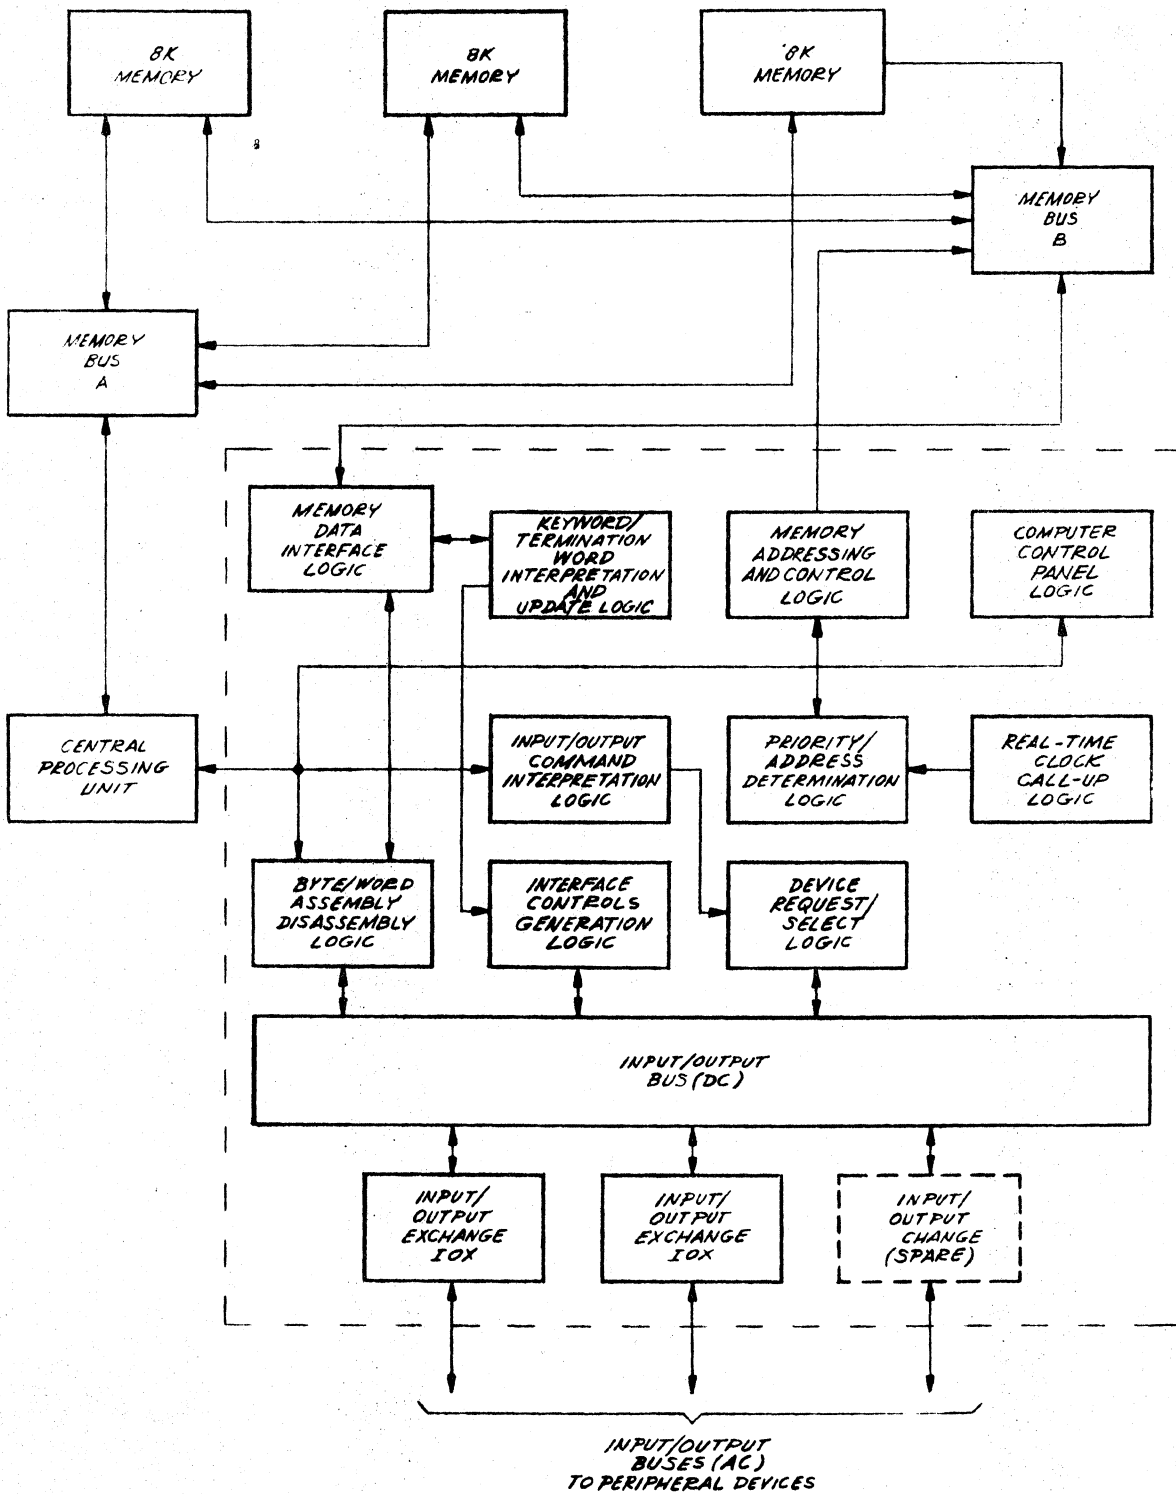 8K
MEMORY
8K
MEMORY
8K
MEMORY
MEMORY
BUS
B
MEMORY
BUS
A
MEMORY
DATA
INTERFACE
LOGIC
KEYWORD/
TERMINATION
WORD
INTERPRETATION
AND
UPDATE LOGIC
MEMORY
ADDRESSING
AND CONTROL
LOGIC
COMPUTER
CONTROL
PANEL
LOGIC
CENTRAL
PROCESSING
UNIT
INPUT/OUTPUT
COMMAND
INTERPRETATION
LOGIC
PRIORITY/
ADDRESS
DETERMINATION
LOGIC
REAL-TIME
CLOCK
CALL-UP
LOGIC
BYTE/WORD
ASSEMBLY
DISASSEMBLY
LOGIC
INTERFACE
CONTROLS
GENERATION
LOGIC
DEVICE
REQUEST/
SELECT
LOGIC
INPUT/OUTPUT
BUS (DC)
INPUT/
OUTPUT
EXCHANGE
IOX
INPUT/
OUTPUT
EXCHANGE
IOX
INPUT/
OUTPUT
CHANGE
(SPARE)
INPUT/OUTPUT
BUSES (AC)
TO PERIPHERAL DEVICES